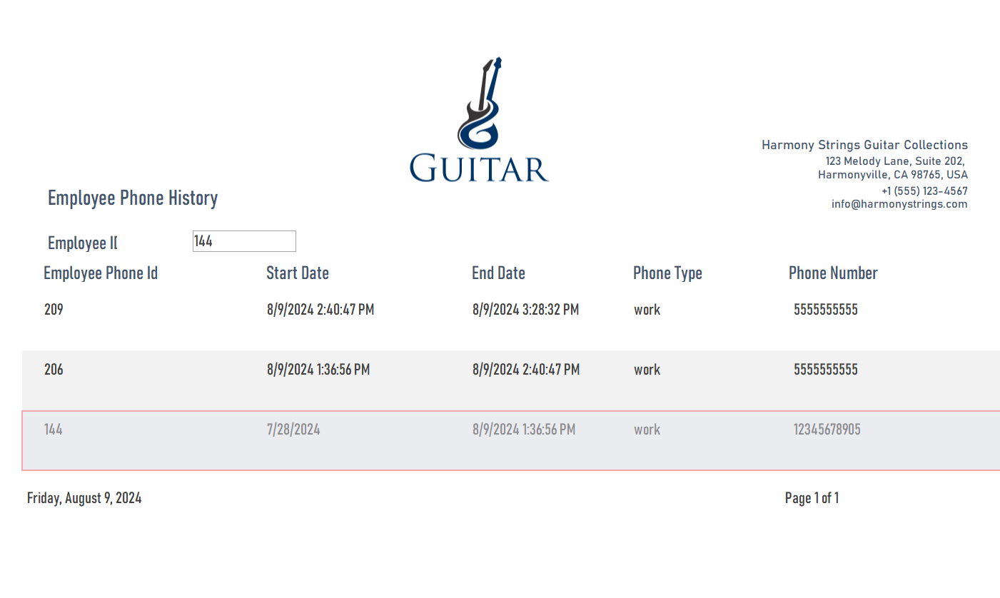 GUITAR
Harmony Strings Guitar Collections
123 Melody Lane, Suite 202,
Harmonyville, CA 98765, USA
+1 (555) 123-4567
info@harmonystrings.com
Employee Phone History
Employee ID 144
Employee Phone Id Start Date End Date Phone Type Phone Number
209 8/9/2024 2:40:47 PM 8/9/2024 3:28:32 PM work 5555555555
206 8/9/2024 1:36:56 PM 8/9/2024 2:40:47 PM work 5555555555
144 7/28/2024 8/9/2024 1:36:56 PM work 12345678905
Friday, August 9, 2024 Page 1 of 1